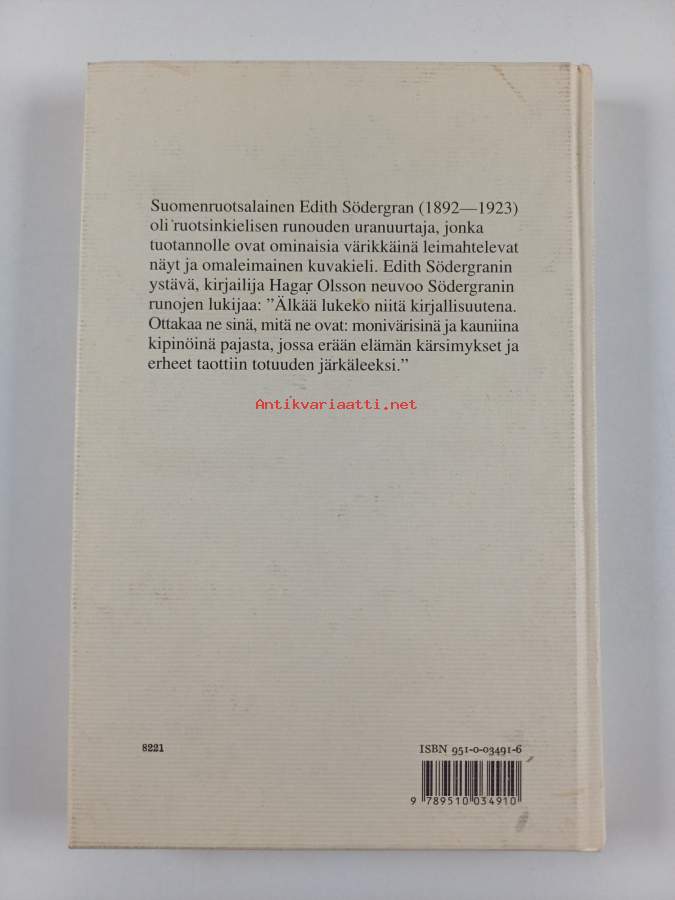 Suomenruotsalainen Edith Södergran (1892—1923)
oli ruotsinkielisen runouden uranuurtaja, jonka
tuotannolle ovat ominaisia värikkäinä leimahtelevat
näyt ja omaleimainen kuvakieli. Edith Södergranin
ystävä, kirjailija Hagar Olsson neuvoo Södergranin
runojen lukijaa: ”Älkää lukeko niitä kirjallisuutena.
Ottakaa ne sinä, mitä ne ovat: monivärisinä ja kauniina
kipinöinä pajasta, jossa erään elämän kärsimykset ja
erheet taottiin totuuden järkäleeksi.”
Antikvariaatti.net
8221
ISBN 951-0-03491-6
9 789510 034910